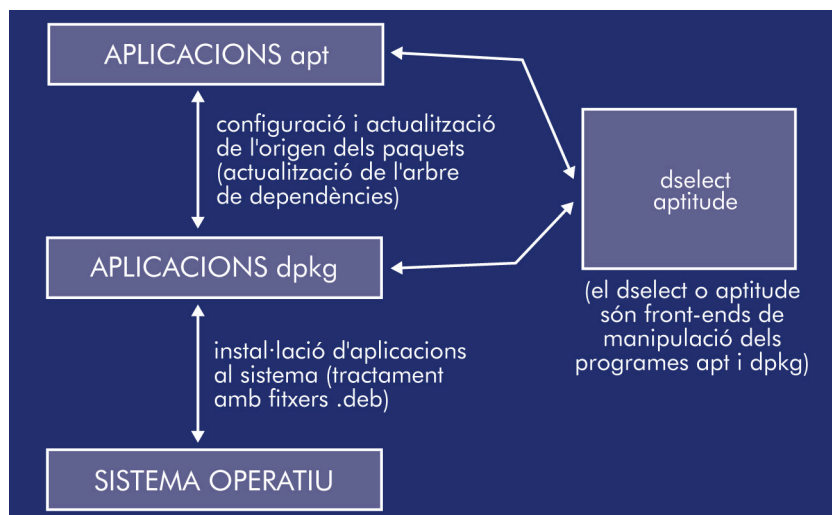 APLICACIONS apt
configuració i actualització
de l'origen dels paquets
(actualització de l'arbre
de dependències)
APLICACIONS dpkg
instal·lació d'aplicacions
al sistema (tractament
amb fitxers .deb)
SISTEMA OPERATIU
dselect
aptitude
(el dselect o aptitude
són front-ends de
manipulació dels
programes apt i dpkg)